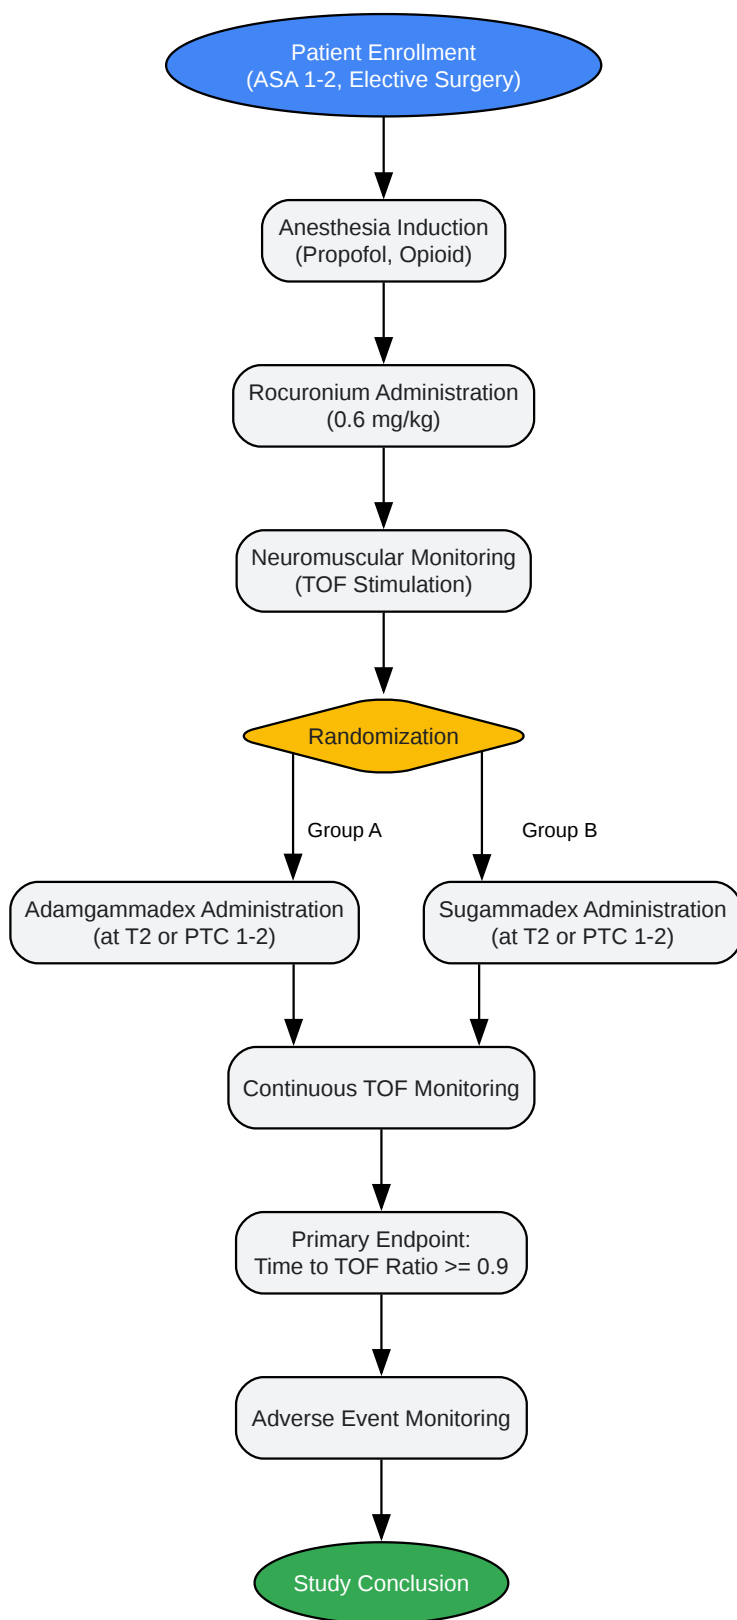 Patient Enrollment
(ASA 1-2, Elective Surgery)
Anesthesia Induction
(Propofol, Opioid)
Rocuronium Administration
(0.6 mg/kg)
Neuromuscular Monitoring
(TOF Stimulation)
Randomization
Group A
Group B
Adamgammadex Administration
(at T2 or PTC 1-2)
Sugammadex Administration
(at T2 or PTC 1-2)
Continuous TOF Monitoring
Primary Endpoint:
Time to TOF Ratio >= 0.9
Adverse Event Monitoring
Study Conclusion